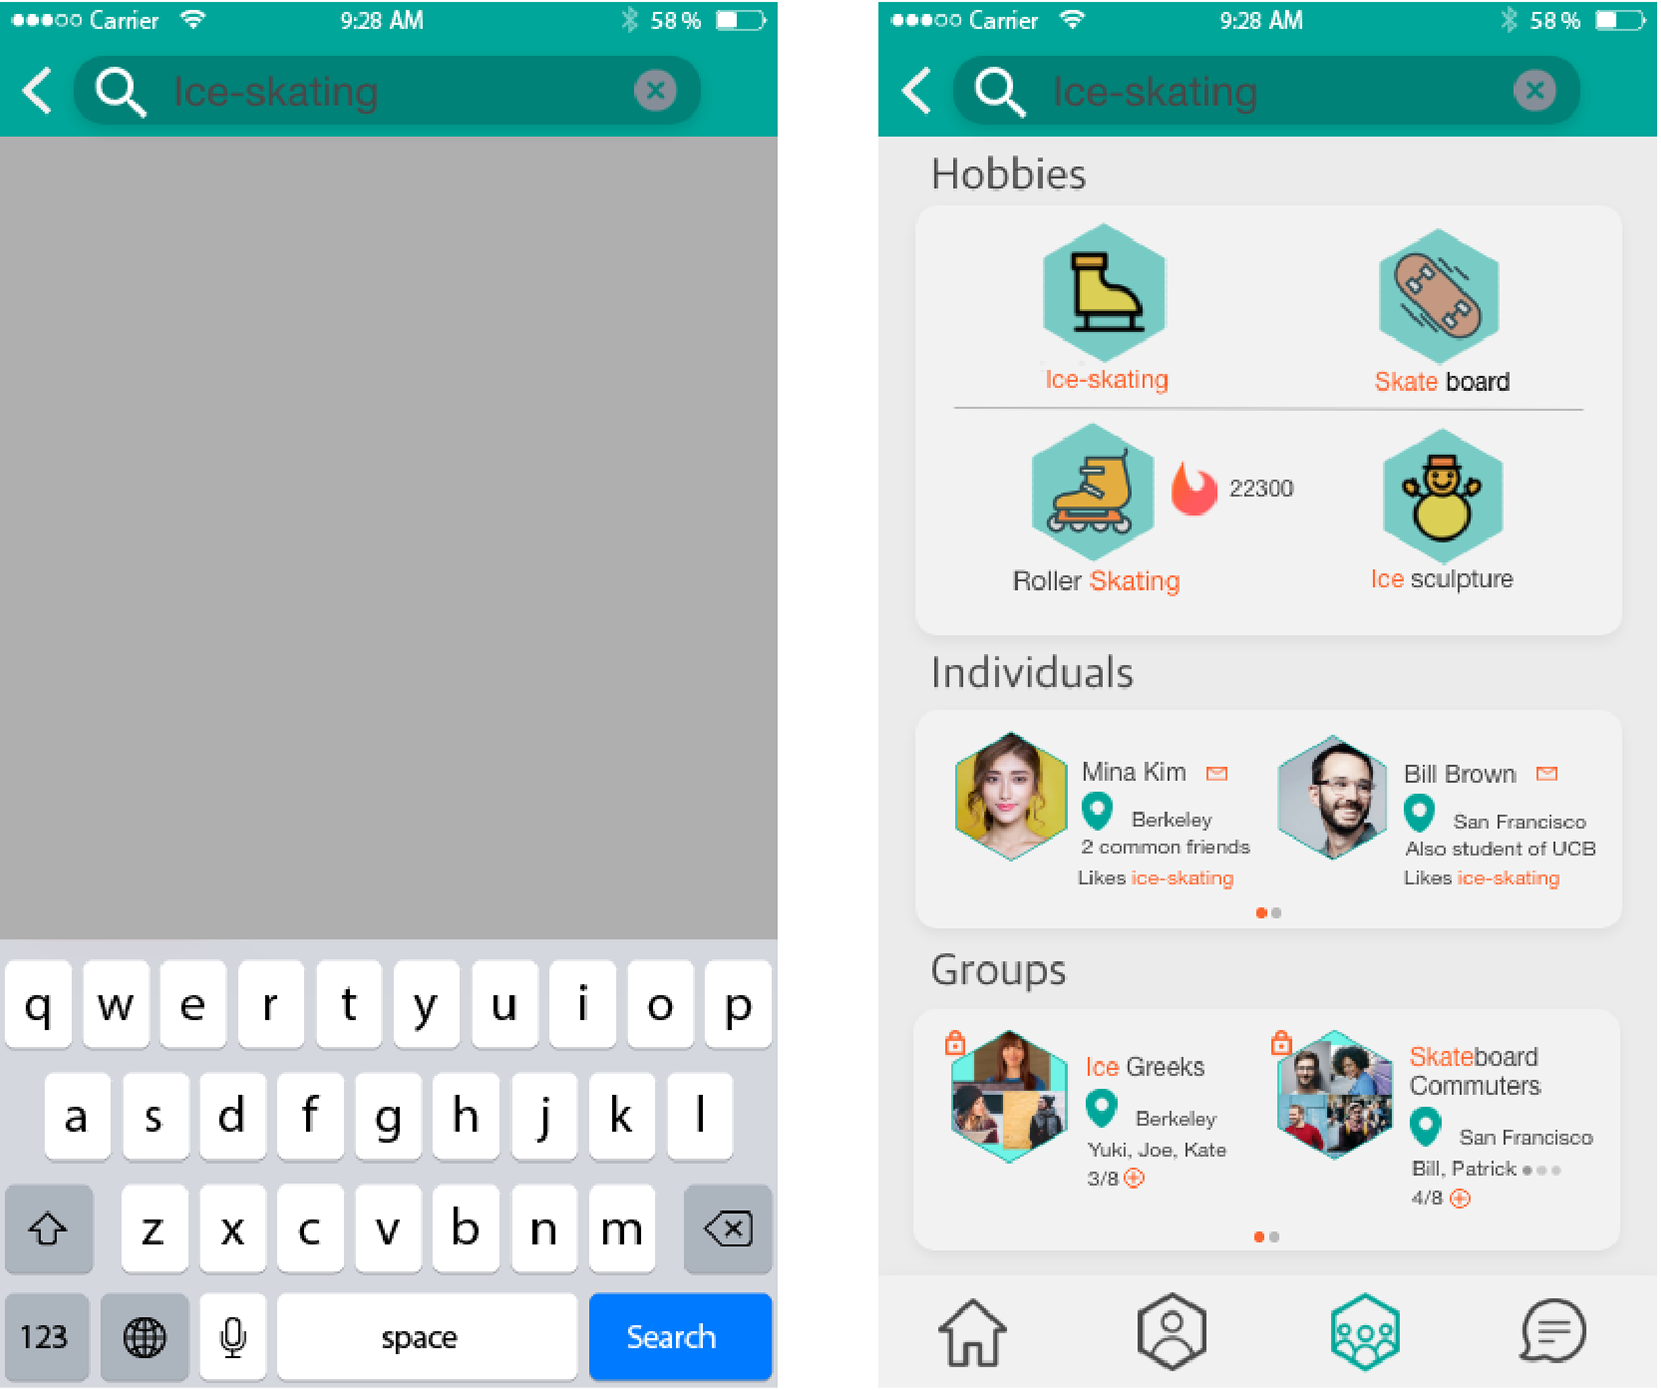 Carrier 9:28 AM 58 %
Ice-skating
q w e r t y u i o p
a s d f g h j k l
z x c v b n m
123 space Search
Carrier 9:28 AM 58 %
Ice-skating
Hobbies
Ice-skating
Skate board
22300
Roller Skating
Ice sculpture
Individuals
Mina Kim
Berkeley
2 common friends
Likes ice-skating
Bill Brown
San Francisco
Also student of UCB
Likes ice-skating
Groups
Ice Greeks
Berkeley
Yuki, Joe, Kate
3/8
Skateboard
Commuters
San Francisco
Bill, Patrick
4/8